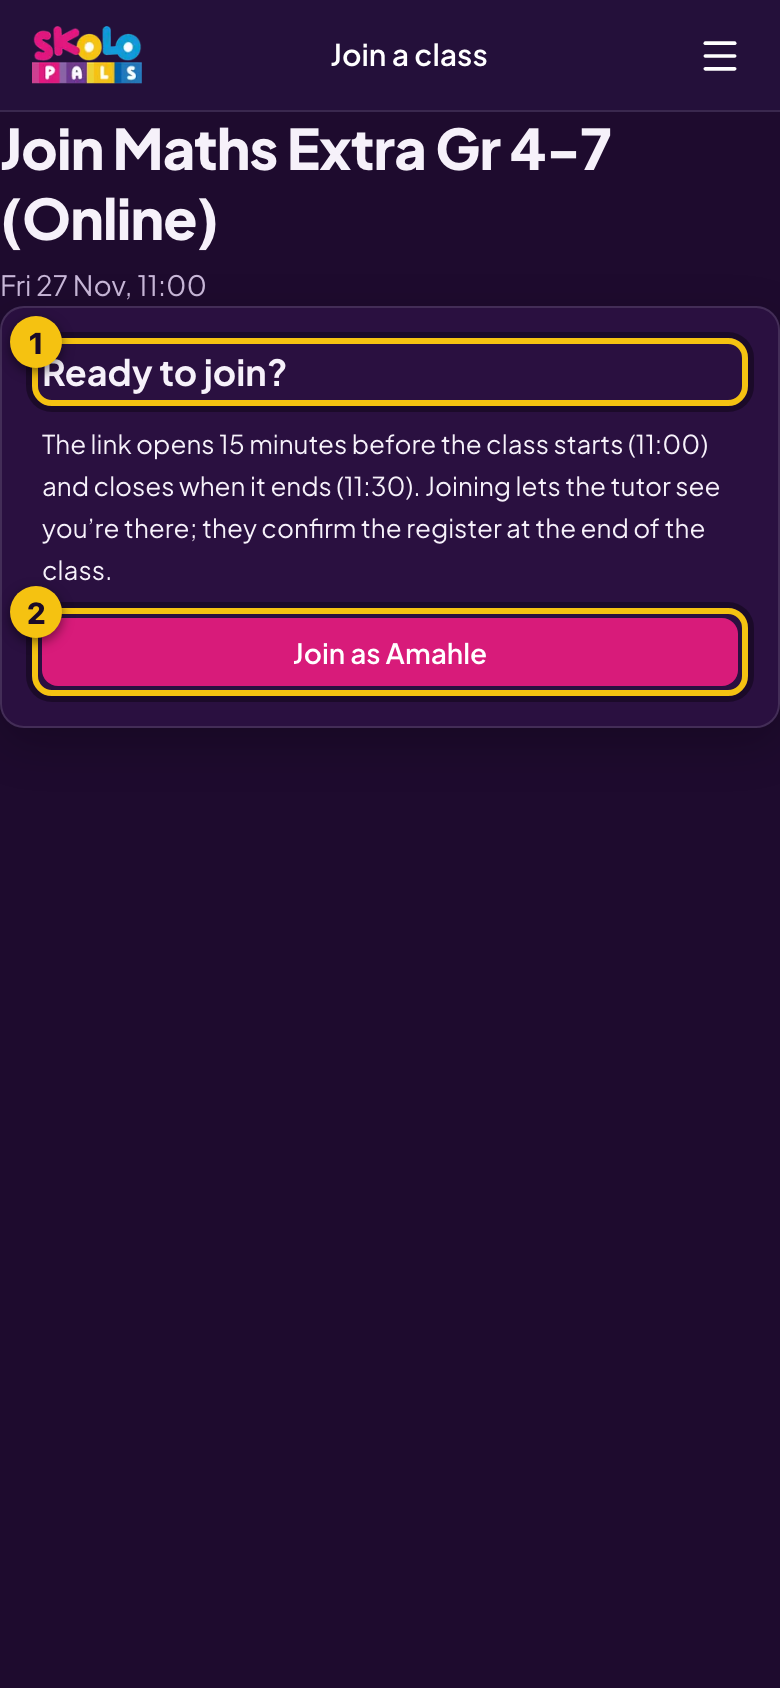 SKOLO
PALS
Join a class
Join Maths Extra Gr 4–7
(Online)
Fri 27 Nov, 11:00
1
Ready to join?
The link opens 15 minutes before the class starts (11:00)
and closes when it ends (11:30). Joining lets the tutor see
you’re there; they confirm the register at the end of the
class.
2
Join as Amahle